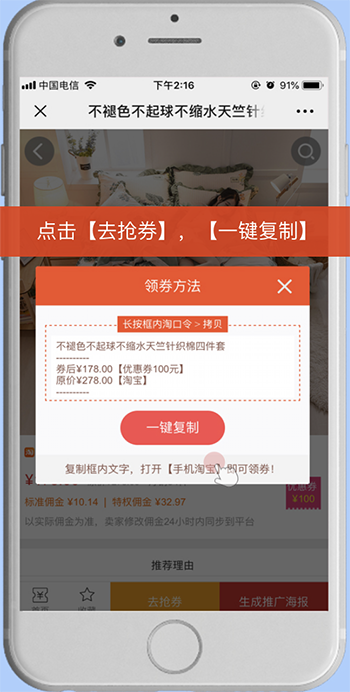 中国电信
下午2:16
91%
不褪色不起球不缩水天竺针
点击【去抢券】，【一键复制】
领券方法
长按框内淘口令 > 拷贝
不褪色不起球不缩水天竺针织棉四件套
----------
券后¥178.00【优惠券100元】
原价¥278.00【淘宝】
----------
一键复制
复制框内文字，打开【手机淘宝】即可领券！
优惠券
¥100
标准佣金 ¥10.14 | 特权佣金 ¥32.97
以实际佣金为准，卖家修改佣金24小时内同步到平台
推荐理由
首页
收藏
去抢券
生成推广海报